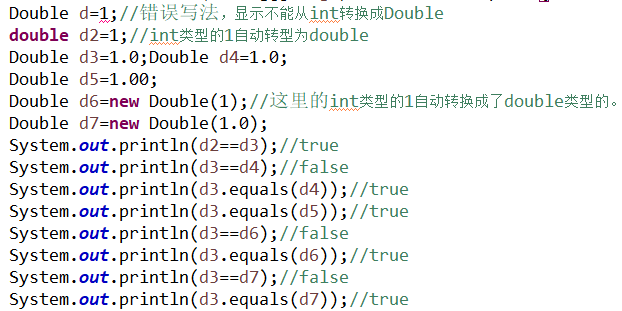 Double d=1;//错误写法，显示不能从int转换成Double
double d2=1;//int类型的1自动转型为double
Double d3=1.0;Double d4=1.0;
Double d5=1.00;
Double d6=new Double(1);//这里的int类型的1自动转换成了double类型的。
Double d7=new Double(1.0);
System.out.println(d2==d3);//true
System.out.println(d3==d4);//false
System.out.println(d3.equals(d4));//true
System.out.println(d3.equals(d5));//true
System.out.println(d3==d6);//false
System.out.println(d3.equals(d6));//true
System.out.println(d3==d7);//false
System.out.println(d3.equals(d7));//true